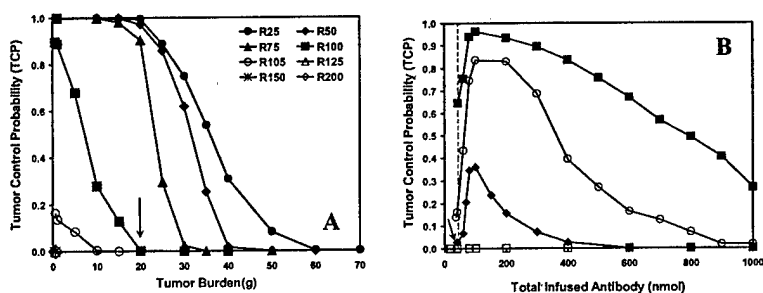 Tumor Control Probability (TCP)
1.0
0.8
0.6
0.4
0.2
0.0
R25
R50
R75
R100
R105
R125
R150
R200
A
0 10 20 30 40 50 60 70
Tumor Burden(g)
Tumor Control Probability (TCP)
1.0
0.9
0.8
0.7
0.6
0.5
0.4
0.3
0.2
0.1
0.0
B
0 200 400 600 800 1000
Total Infused Antibody (nmol)